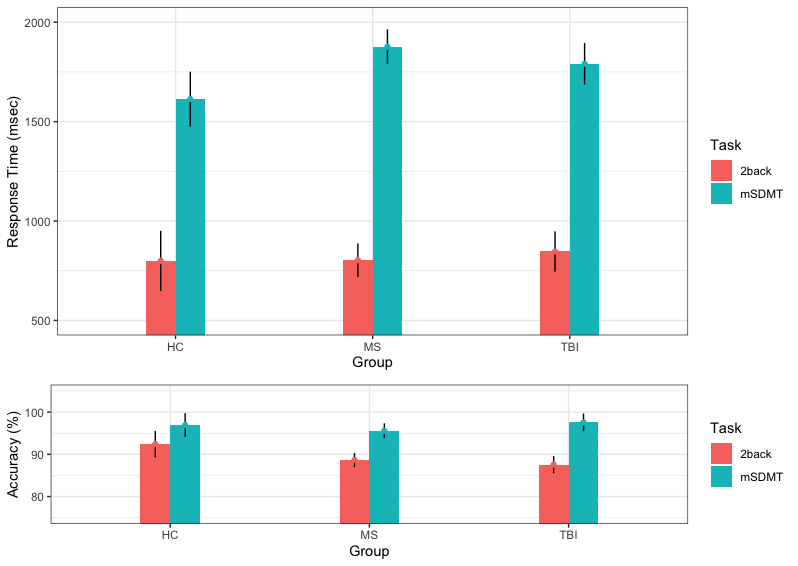 2000
1500
1000
500
Response Time (msec)
HC MS TBI
Group
Task
2back
mSDMT
100
90
80
Accuracy (%)
HC MS TBI
Group
Task
2back
mSDMT